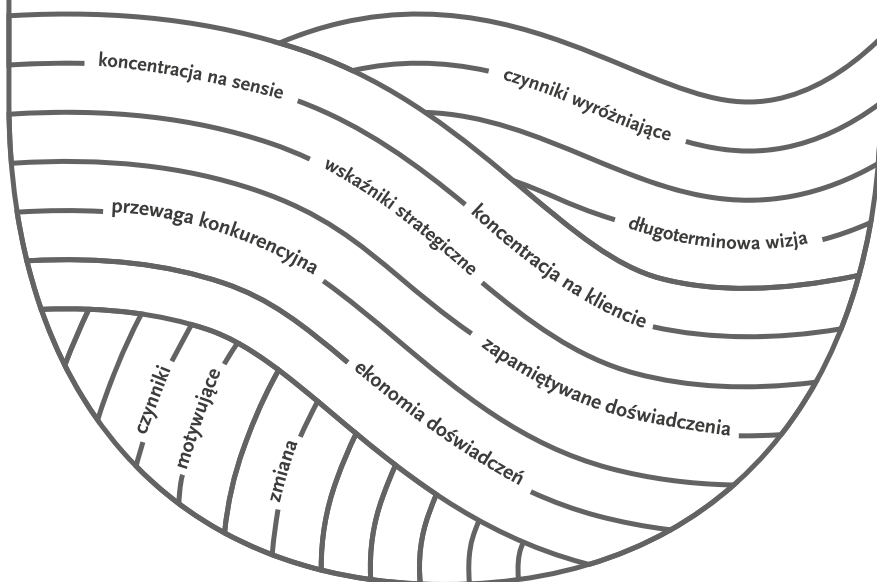 koncentracja na sensie
czynniki wyróżniające
wskaźniki strategiczne
koncentracja na kliencie
długoterminowa wizja
przewaga konkurencyjna
zapamiętywane doświadczenia
ekonomia doświadczeń
czynniki
motywujące
zmiana